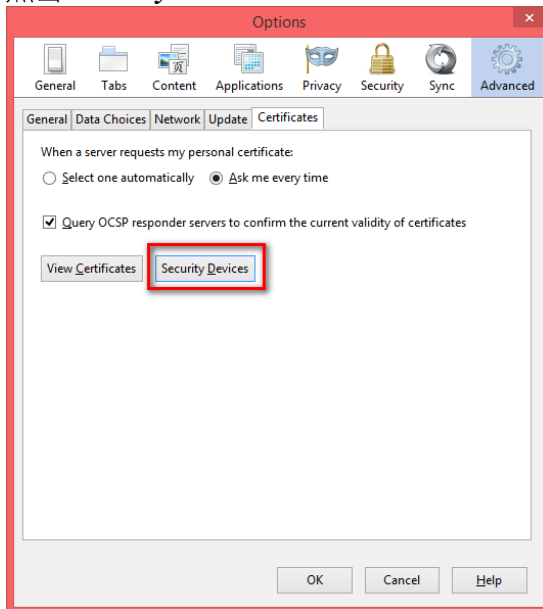 Options
General Tabs Content Applications Privacy Security Sync Advanced
General Data Choices Network Update Certificates
When a server requests my personal certificate:
Select one automatically Ask me every time
Query OCSP responder servers to confirm the current validity of certificates
View Certificates Security Devices
OK Cancel Help